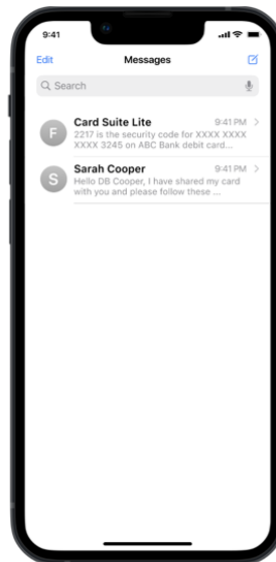 9:41
Edit
Messages
Search
F
Card Suite Lite
9:41 PM
2217 is the security code for XXXX XXXX
XXXX 3245 on ABC Bank debit card...
S
Sarah Cooper
9:41 PM
Hello DB Cooper, I have shared my card
with you and please follow these ...